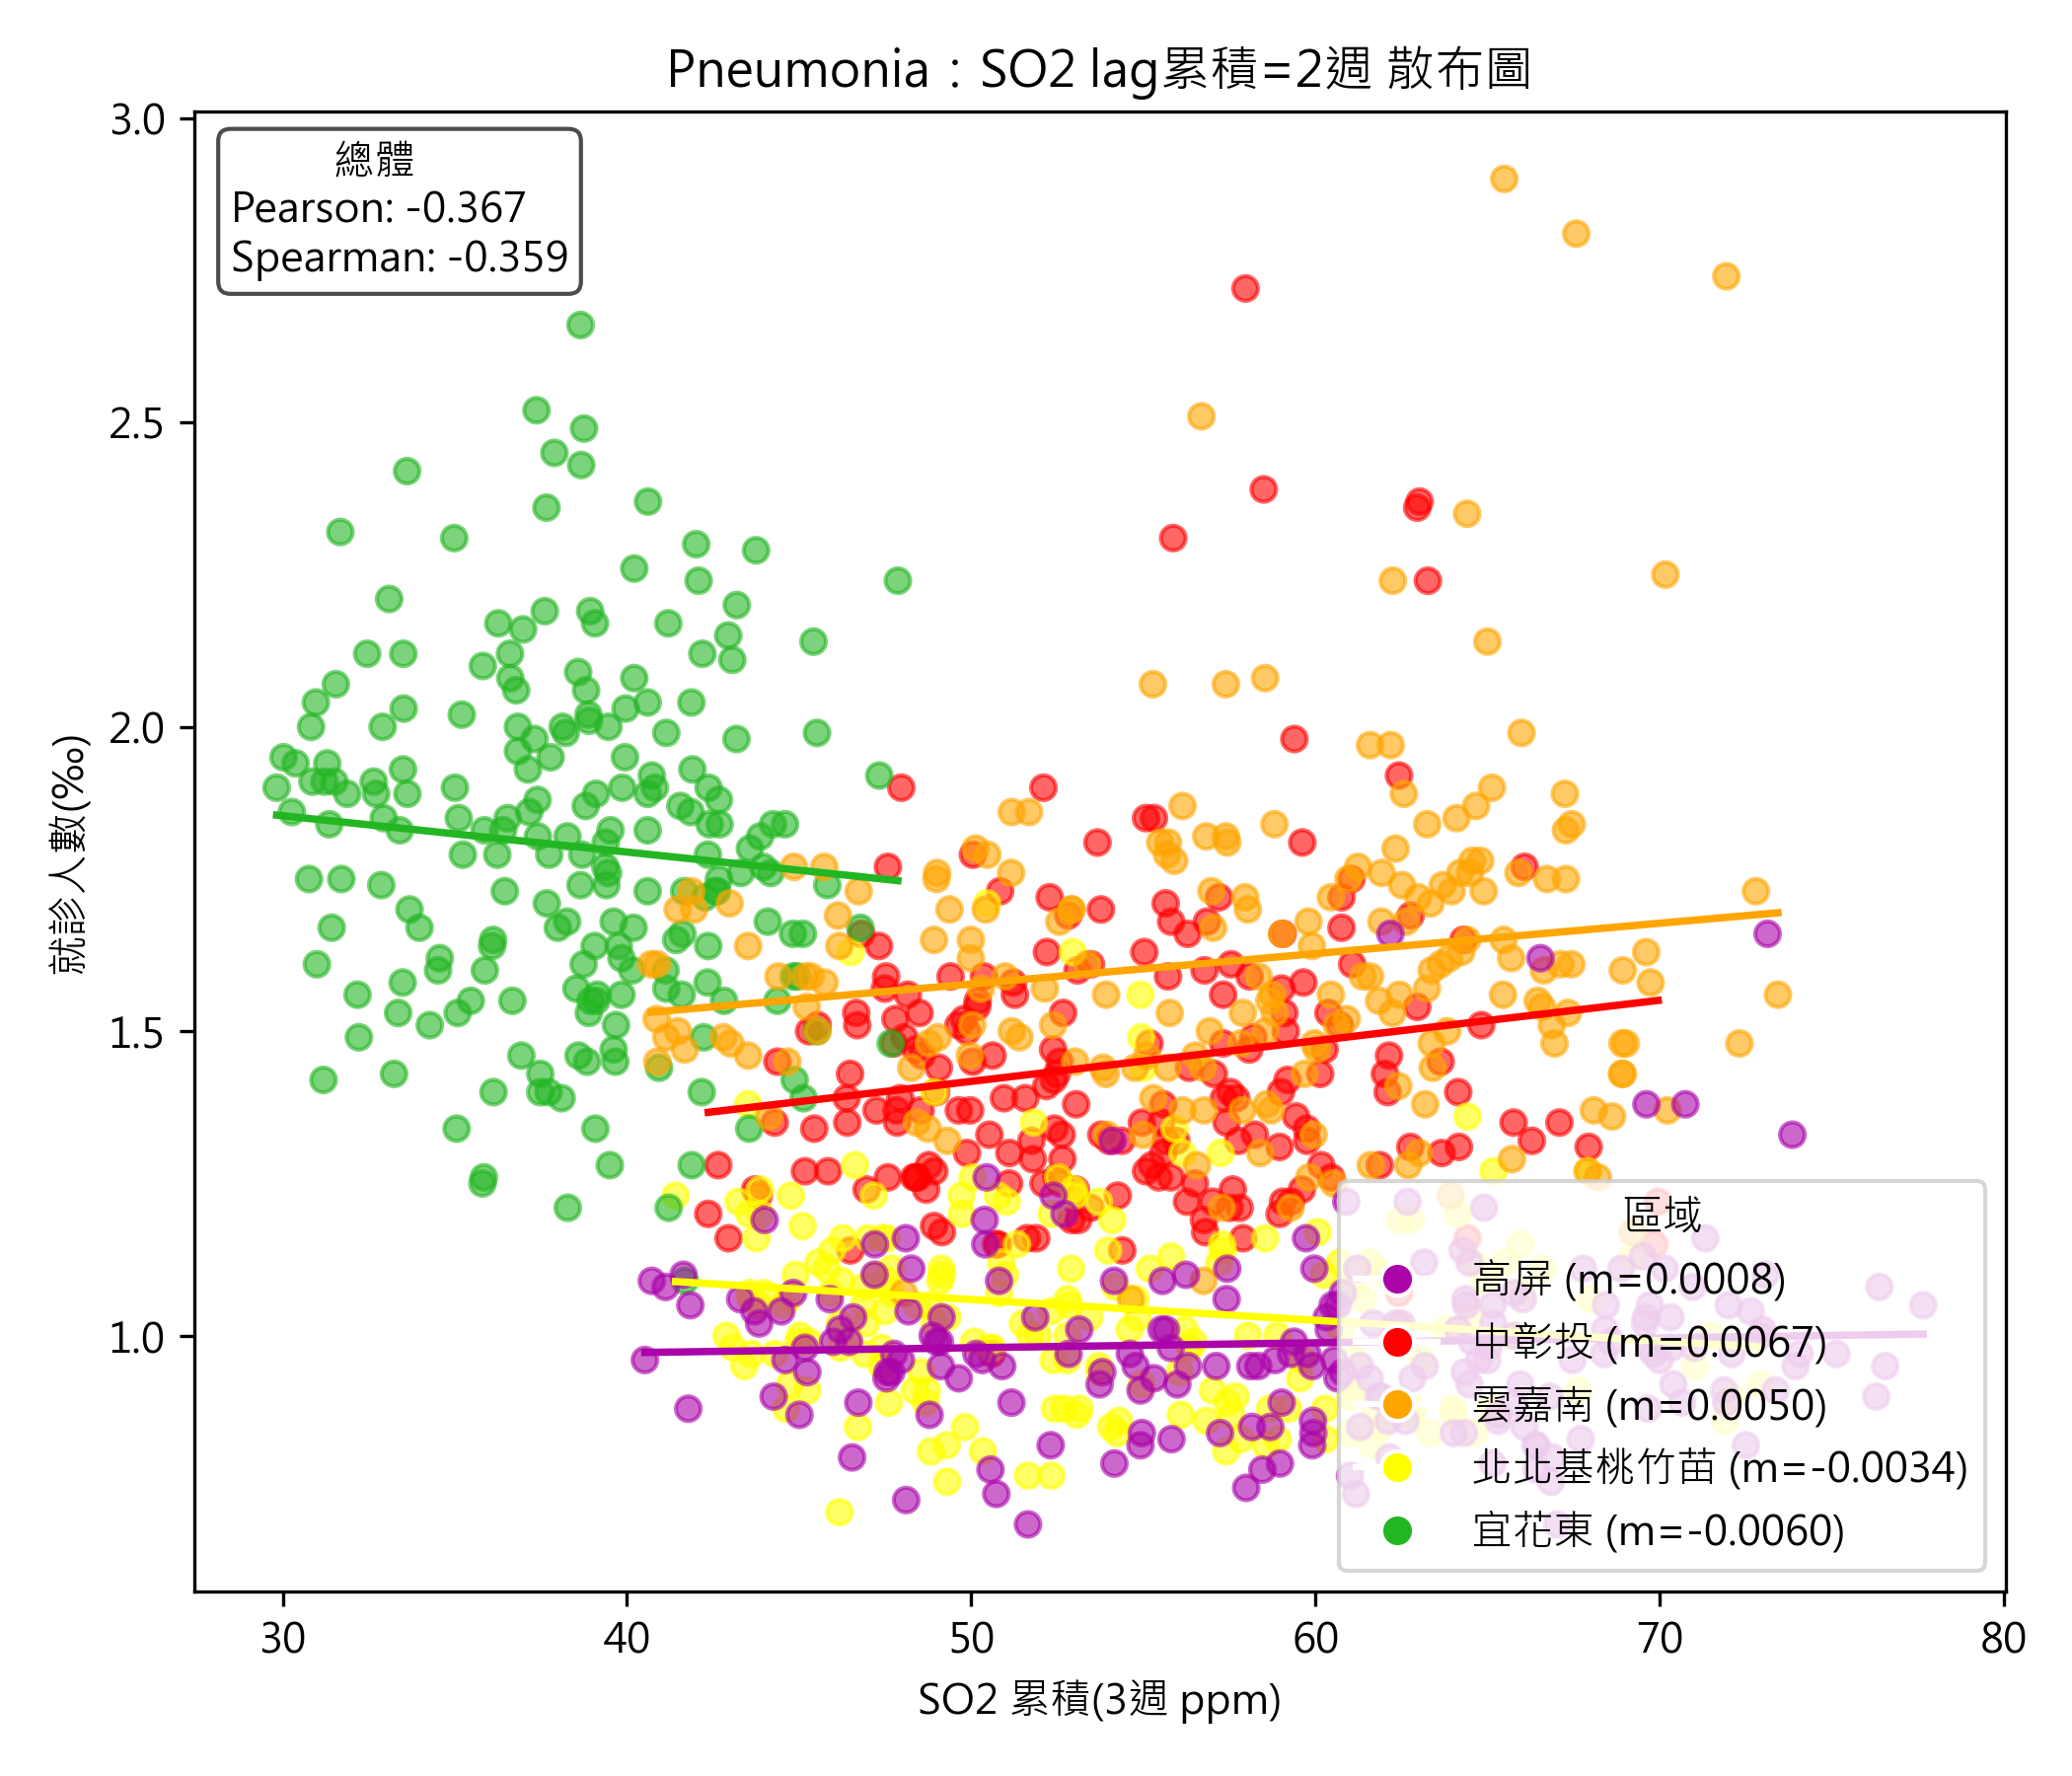 Pneumonia：SO2 lag累積=2週 散布圖
總體
Pearson: -0.367
Spearman: -0.359
就診人數(‰)
3.0
2.5
2.0
1.5
1.0
區域
高屏 (m=0.0008)
中彰投 (m=0.0067)
雲嘉南 (m=0.0050)
北北基桃竹苗 (m=-0.0034)
宜花東 (m=-0.0060)
30 40 50 60 70 80
SO2 累積(3週 ppm)